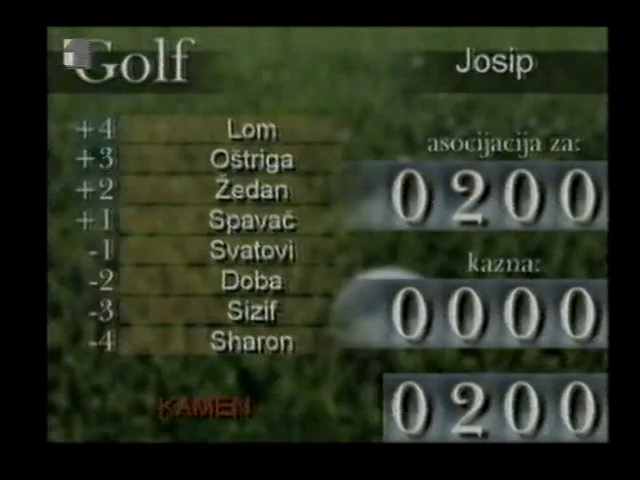 Golf
Josip
+4 Lom
+3 Oštriga
+2 Žedan
+1 Spavač
-1 Svatovi
-2 Doba
-3 Sizif
-4 Sharon
asocijacija za:
0200
kazna:
0000
KAMEN
0200